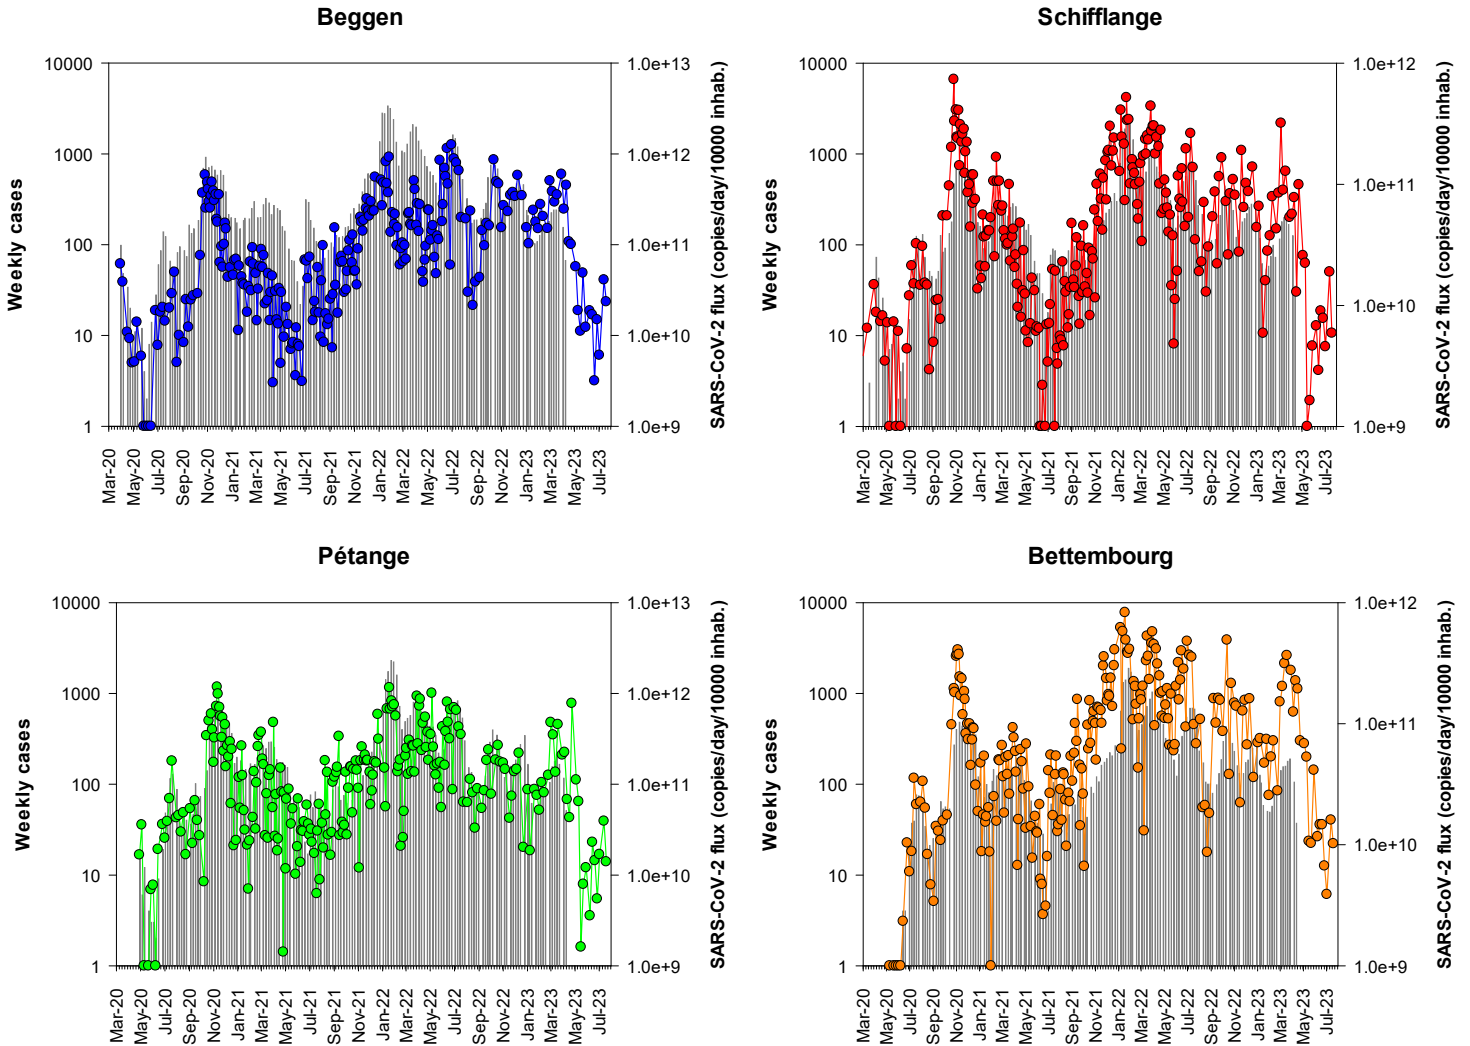 Beggen
Weekly cases
10000
1000
100
10
1
1.0e+13
1.0e+12
1.0e+11
1.0e+10
1.0e+9
SARS-CoV-2 flux (copies/day/10000 inhab.)
Mar-20
May-20
Jul-20
Sep-20
Nov-20
Jan-21
Mar-21
May-21
Jul-21
Sep-21
Nov-21
Jan-22
Mar-22
May-22
Jul-22
Sep-22
Nov-22
Jan-23
Mar-23
May-23
Jul-23
Schifflange
Weekly cases
10000
1000
100
10
1
1.0e+12
1.0e+11
1.0e+10
1.0e+9
SARS-CoV-2 flux (copies/day/10000 inhab.)
Mar-20
May-20
Jul-20
Sep-20
Nov-20
Jan-21
Mar-21
May-21
Jul-21
Sep-21
Nov-21
Jan-22
Mar-22
May-22
Jul-22
Sep-22
Nov-22
Jan-23
Mar-23
May-23
Jul-23
Pétange
Weekly cases
10000
1000
100
10
1
1.0e+13
1.0e+12
1.0e+11
1.0e+10
1.0e+9
SARS-CoV-2 flux (copies/day/10000 inhab.)
Mar-20
May-20
Jul-20
Sep-20
Nov-20
Jan-21
Mar-21
May-21
Jul-21
Sep-21
Nov-21
Jan-22
Mar-22
May-22
Jul-22
Sep-22
Nov-22
Jan-23
Mar-23
May-23
Jul-23
Bettembourg
Weekly cases
10000
1000
100
10
1
1.0e+12
1.0e+11
1.0e+10
1.0e+9
SARS-CoV-2 flux (copies/day/10000 inhab.)
Mar-20
May-20
Jul-20
Sep-20
Nov-20
Jan-21
Mar-21
May-21
Jul-21
Sep-21
Nov-21
Jan-22
Mar-22
May-22
Jul-22
Sep-22
Nov-22
Jan-23
Mar-23
May-23
Jul-23